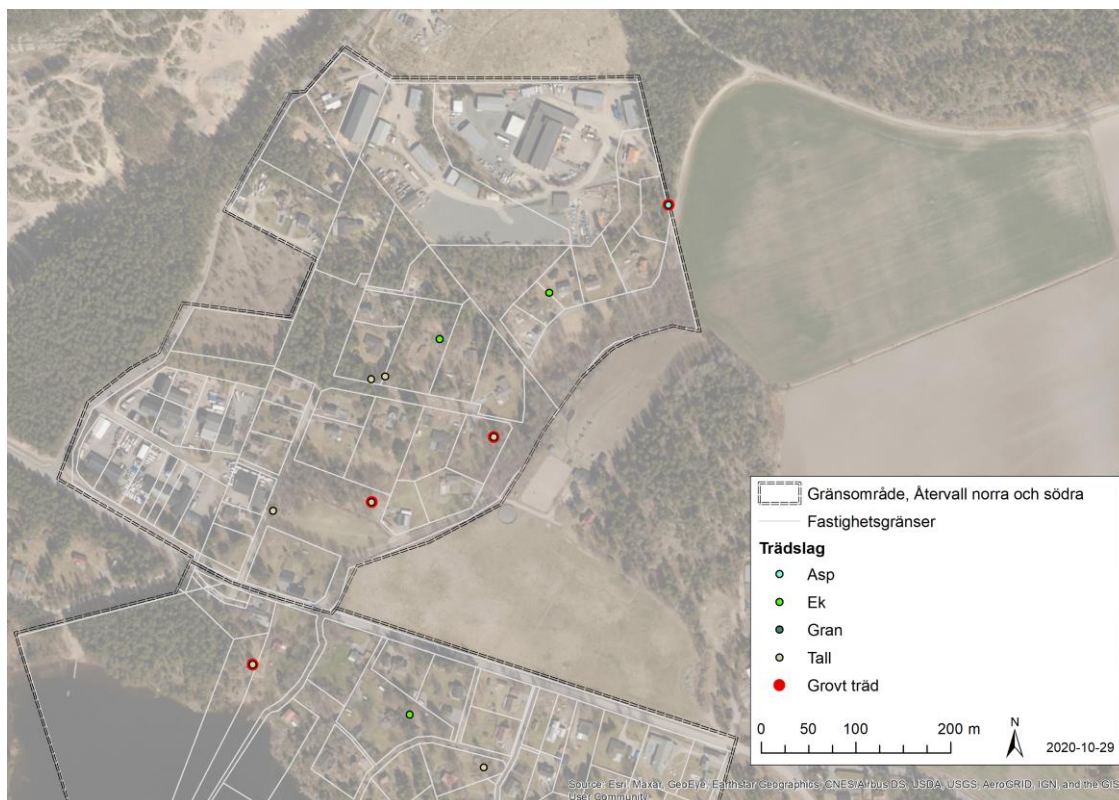 Gränsområde, Återvall norra och södra
Fastighetsgränser
Trädslag
Asp
Ek
Gran
Tall
Grovt träd
0 50 100 200 m
N
2020-10-29
Source: Esri, Maxar, GeoEye, Earthstar Geographics, CNES/Airbus DS, USDA, USGS, AeroGRID, IGN, and the GIS
User Community